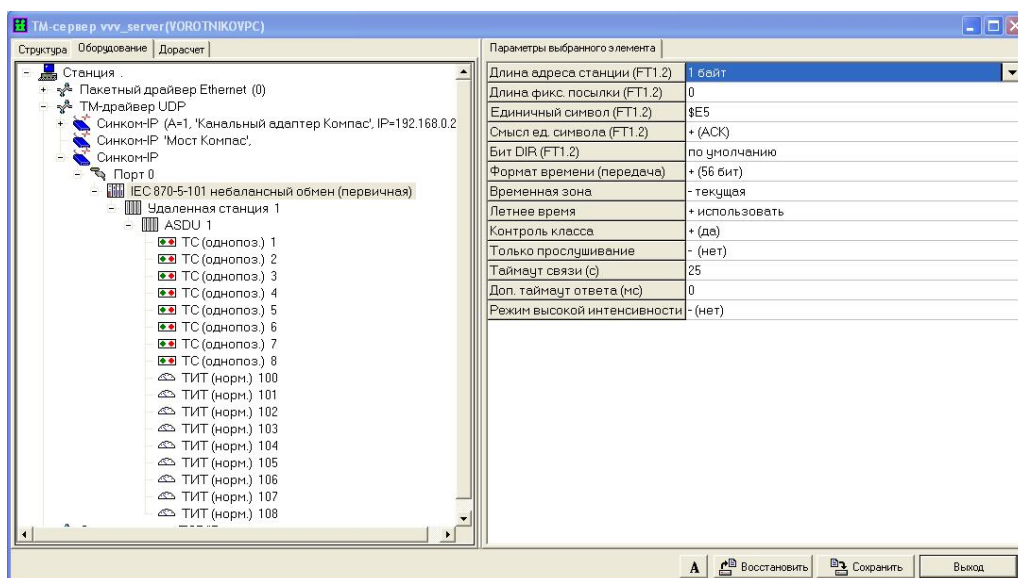 ТМ-сервер vvv_server(VOROTNIKOVPC)
Структура Оборудование Дорасчет
Станция .
Пакетный драйвер Ethernet (0)
ТМ-драйвер UDP
Синком-IP (A=1, 'Канальный адаптер Компас', IP=192.168.0.2
Синком-IP 'Мост Компас',
Синком-IP
Порт 0
IEC 870-5-101 небалансный обмен (первичная)
Удаленная станция 1
ASDU 1
ТС (однопоз.) 1
ТС (однопоз.) 2
ТС (однопоз.) 3
ТС (однопоз.) 4
ТС (однопоз.) 5
ТС (однопоз.) 6
ТС (однопоз.) 7
ТС (однопоз.) 8
ТИТ (норм.) 100
ТИТ (норм.) 101
ТИТ (норм.) 102
ТИТ (норм.) 103
ТИТ (норм.) 104
ТИТ (норм.) 105
ТИТ (норм.) 106
ТИТ (норм.) 107
ТИТ (норм.) 108
Параметры выбранного элемента
Длина адреса станции (FT1.2) 1 байт
Длина фикс. посылки (FT1.2) 0
Единичный символ (FT1.2) $E5
Смысл ед. символа (FT1.2) + (ACK)
Бит DIR (FT1.2) по умолчанию
Формат времени (передача) + (56 бит)
Временная зона - текущая
Летнее время + использовать
Контроль класса + (да)
Только прослушивание - (нет)
Таймаут связи (с) 25
Доп. таймаут ответа (мс) 0
Режим высокой интенсивности - (нет)
A Восстановить Сохранить Выход